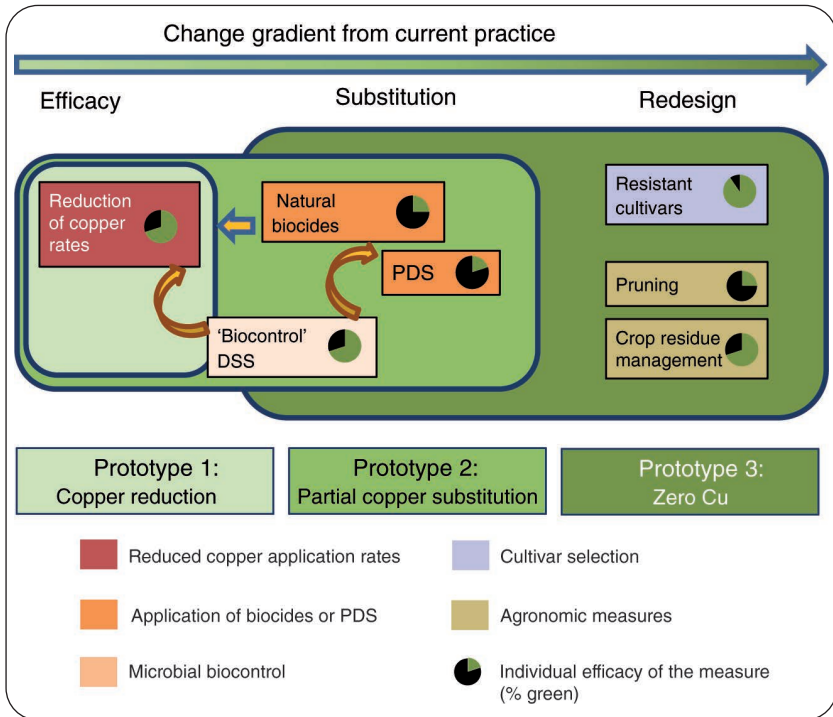 Change gradient from current practice
Efficacy
Substitution
Redesign
Reduction
of copper
rates
Natural
biocides
PDS
'Biocontrol'
DSS
Resistant
cultivars
Pruning
Crop residue
management
Prototype 1:
Copper reduction
Prototype 2:
Partial copper substitution
Prototype 3:
Zero Cu
Reduced copper application rates
Application of biocides or PDS
Microbial biocontrol
Cultivar selection
Agronomic measures
Individual efficacy of the measure
(% green)